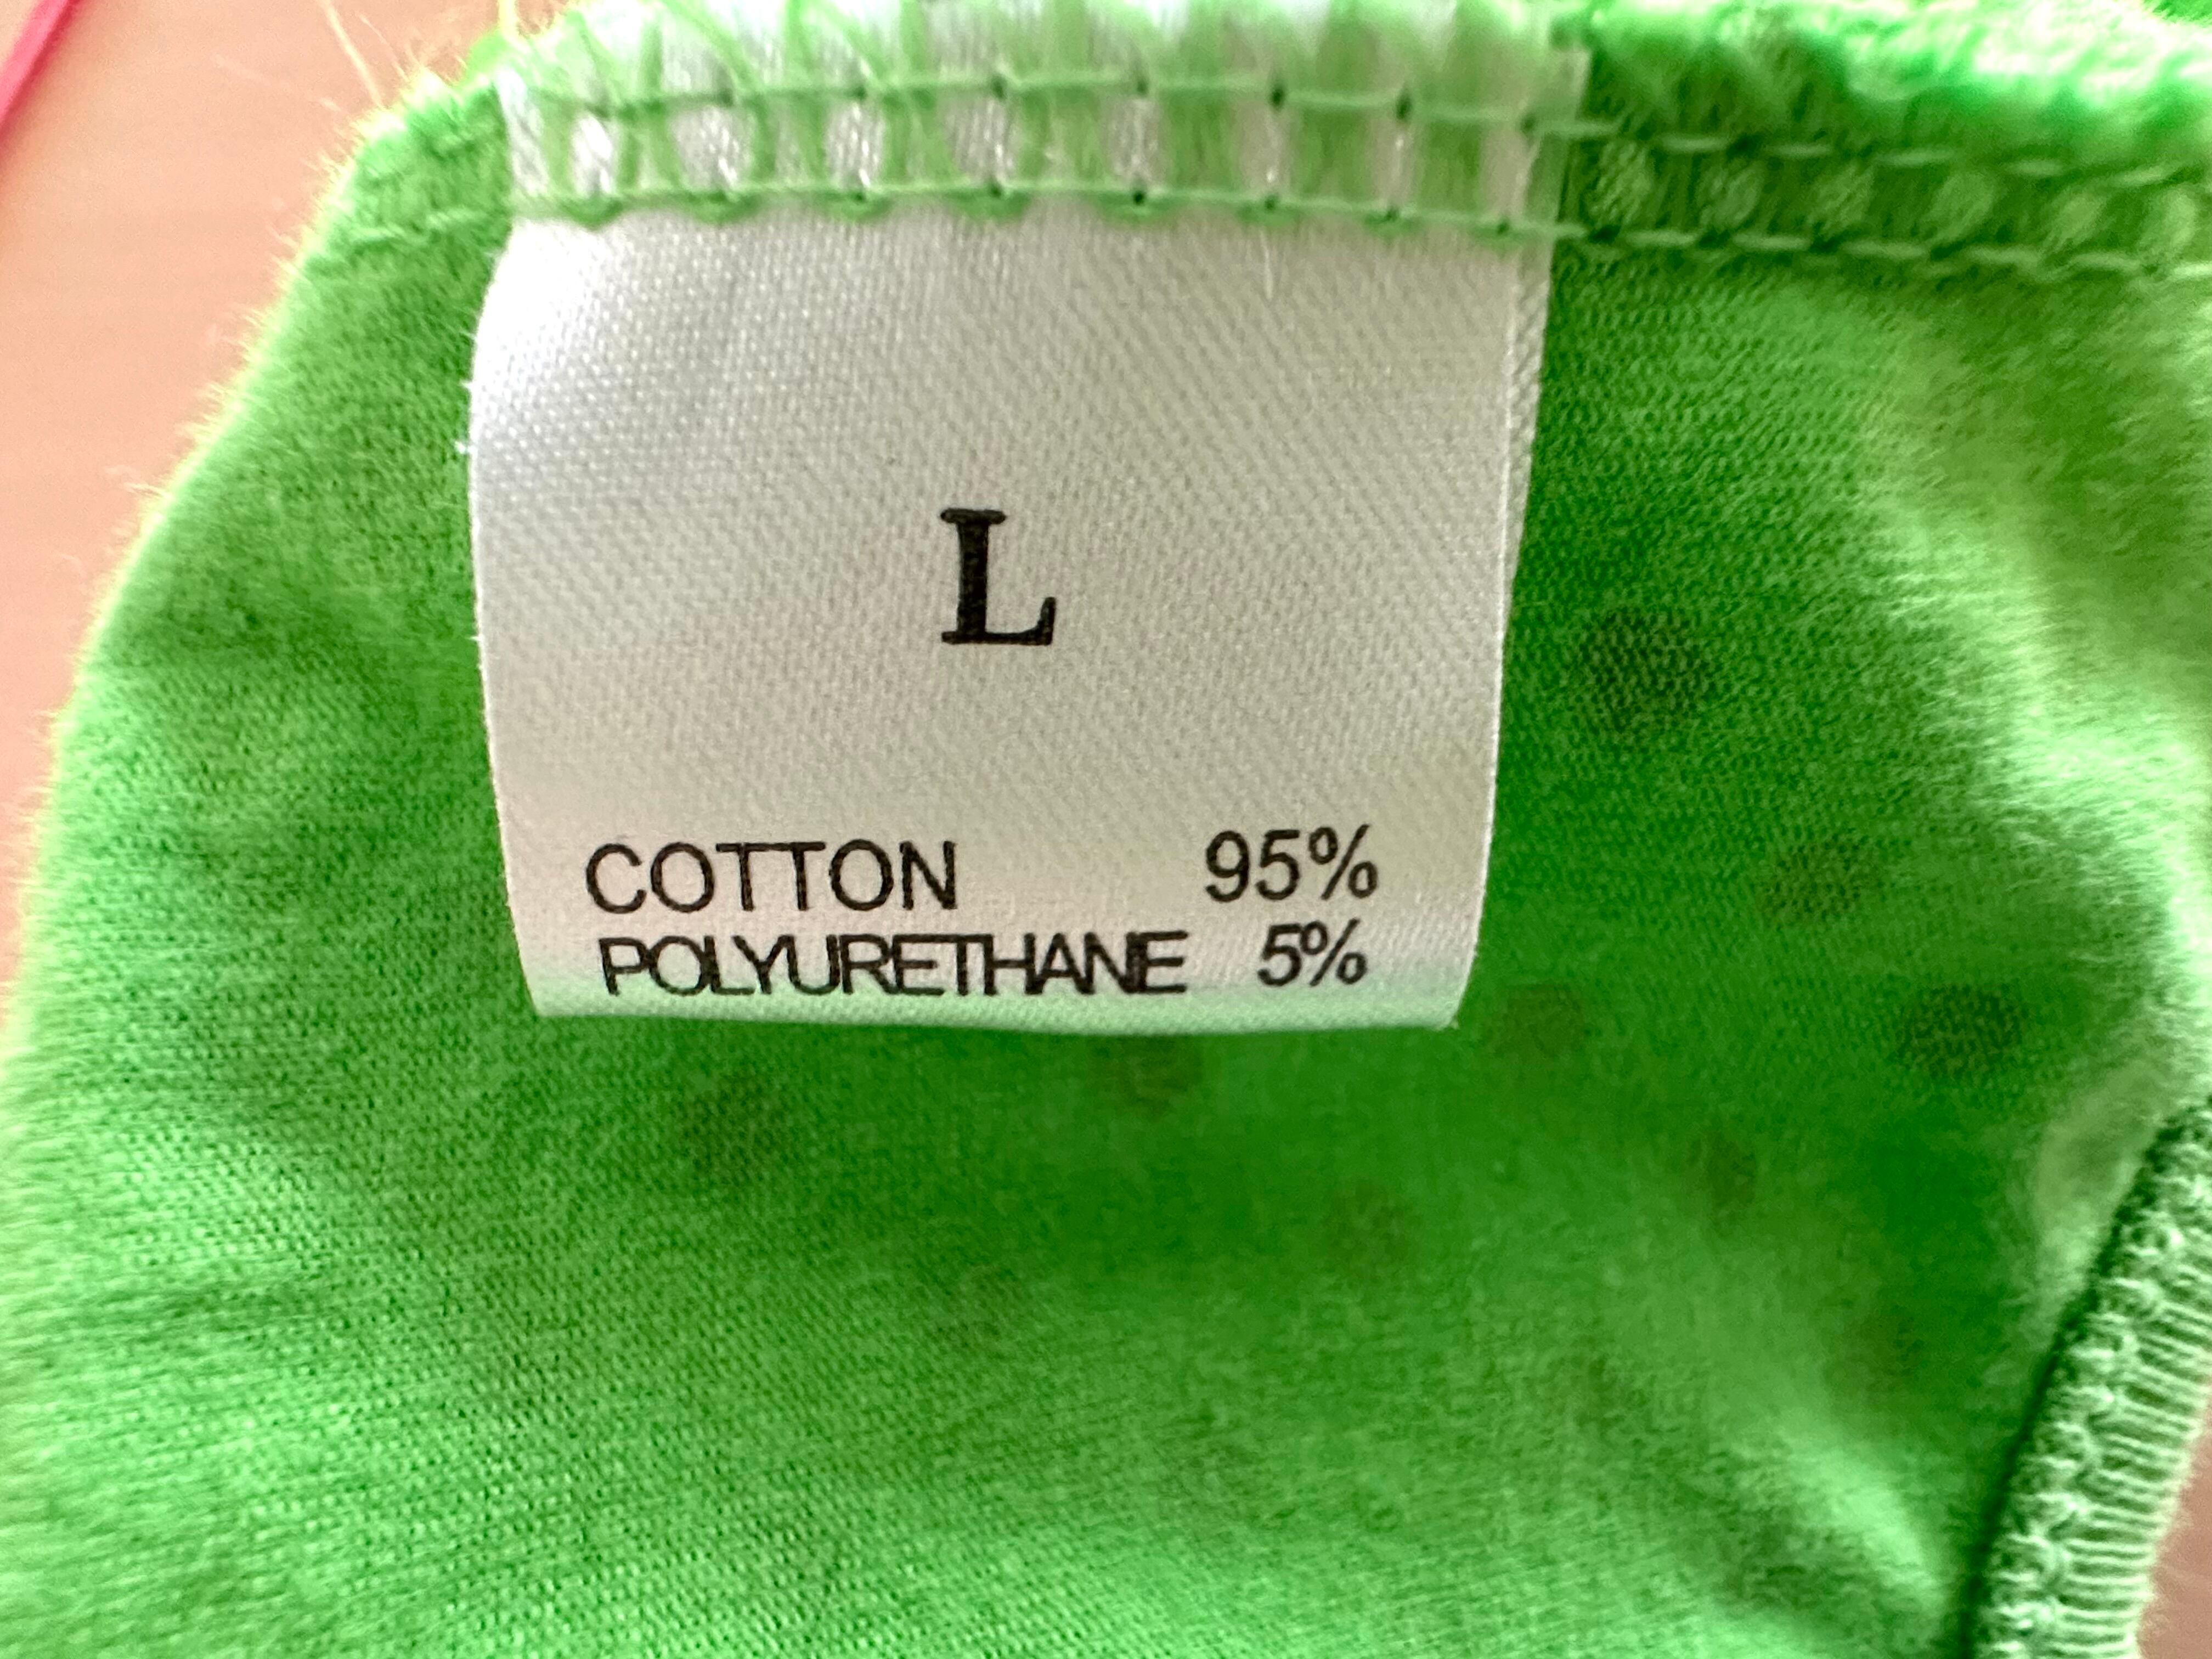 L
COTTON 95%
POLYURETHANE 5%